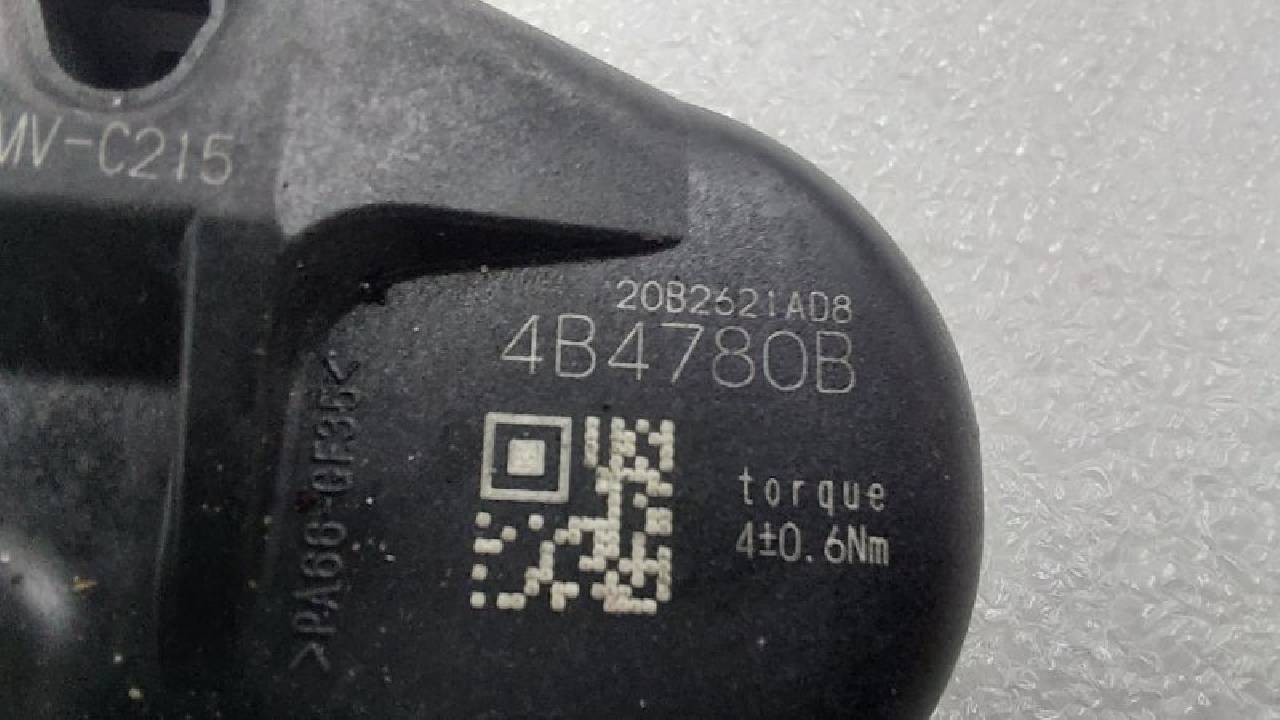 MV-C215
20B2621AD8
4B4780B
torque
4±0.6Nm
>PA66-GF35<